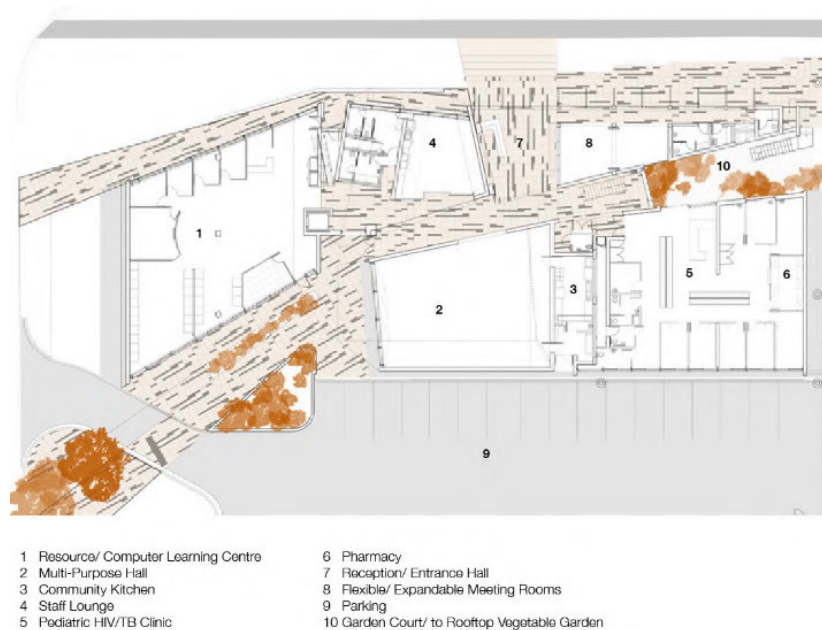 4
7
8
10
1
5
6
2
3
9
1 Resource/ Computer Learning Centre
2 Multi-Purpose Hall
3 Community Kitchen
4 Staff Lounge
5 Pediatric HIV/TB Clinic
6 Pharmacy
7 Reception/ Entrance Hall
8 Flexible/ Expandable Meeting Rooms
9 Parking
10 Garden Court/ to Rooftop Vegetable Garden